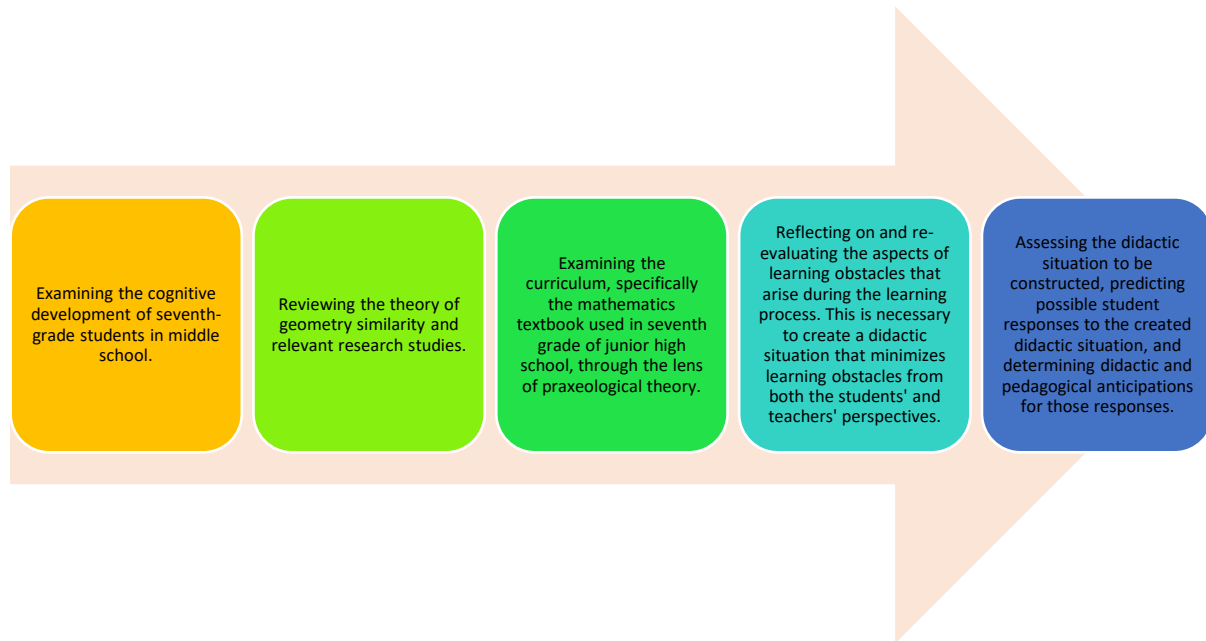 Examining the cognitive
development of seventh-
grade students in middle
school.
Reviewing the theory of
geometry similarity and
relevant research studies.
Examining the
curriculum, specifically
the mathematics
textbook used in seventh
grade of junior high
school, through the lens
of praxeological theory.
Reflecting on and re-
evaluating the aspects of
learning obstacles that
arise during the learning
process. This is necessary
to create a didactic
situation that minimizes
learning obstacles from
both the students' and
teachers' perspectives.
Assessing the didactic
situation to be
constructed, predicting
possible student
responses to the created
didactic situation, and
determining didactic and
pedagogical anticipations
for those responses.